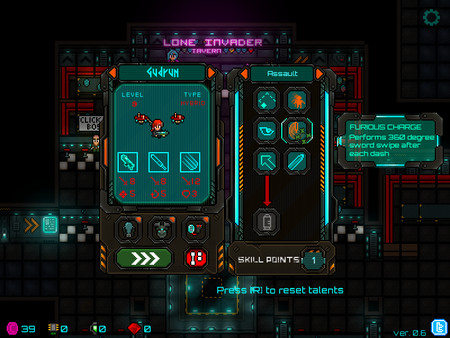 LONE INVADER
TAVERN
Gudrun
Assault
LEVEL
TYPE
CLICK
FURIOUS CHARGE
Performs 360 degree
sword swipe after
each dash
SKILL POINTS:
1
Press [R] to reset talents
39
0
0
0
ver. 0.6